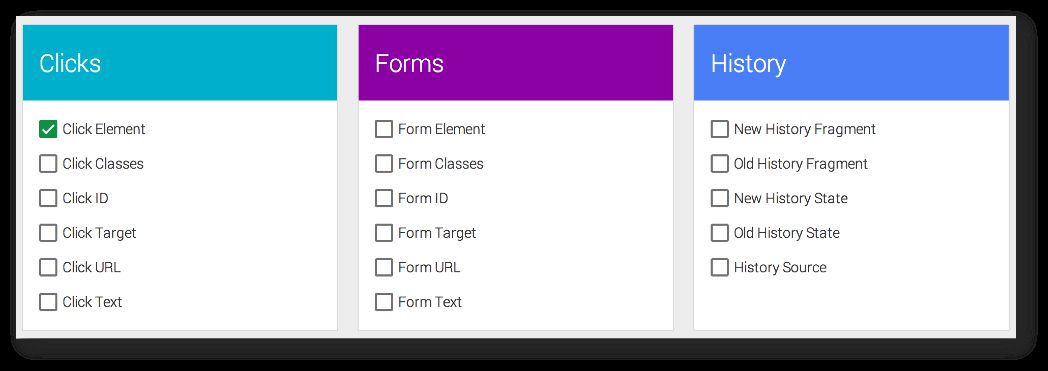 Clicks
Click Element
Click Classes
Click ID
Click Target
Click URL
Click Text
Forms
Form Element
Form Classes
Form ID
Form Target
Form URL
Form Text
History
New History Fragment
Old History Fragment
New History State
Old History State
History Source